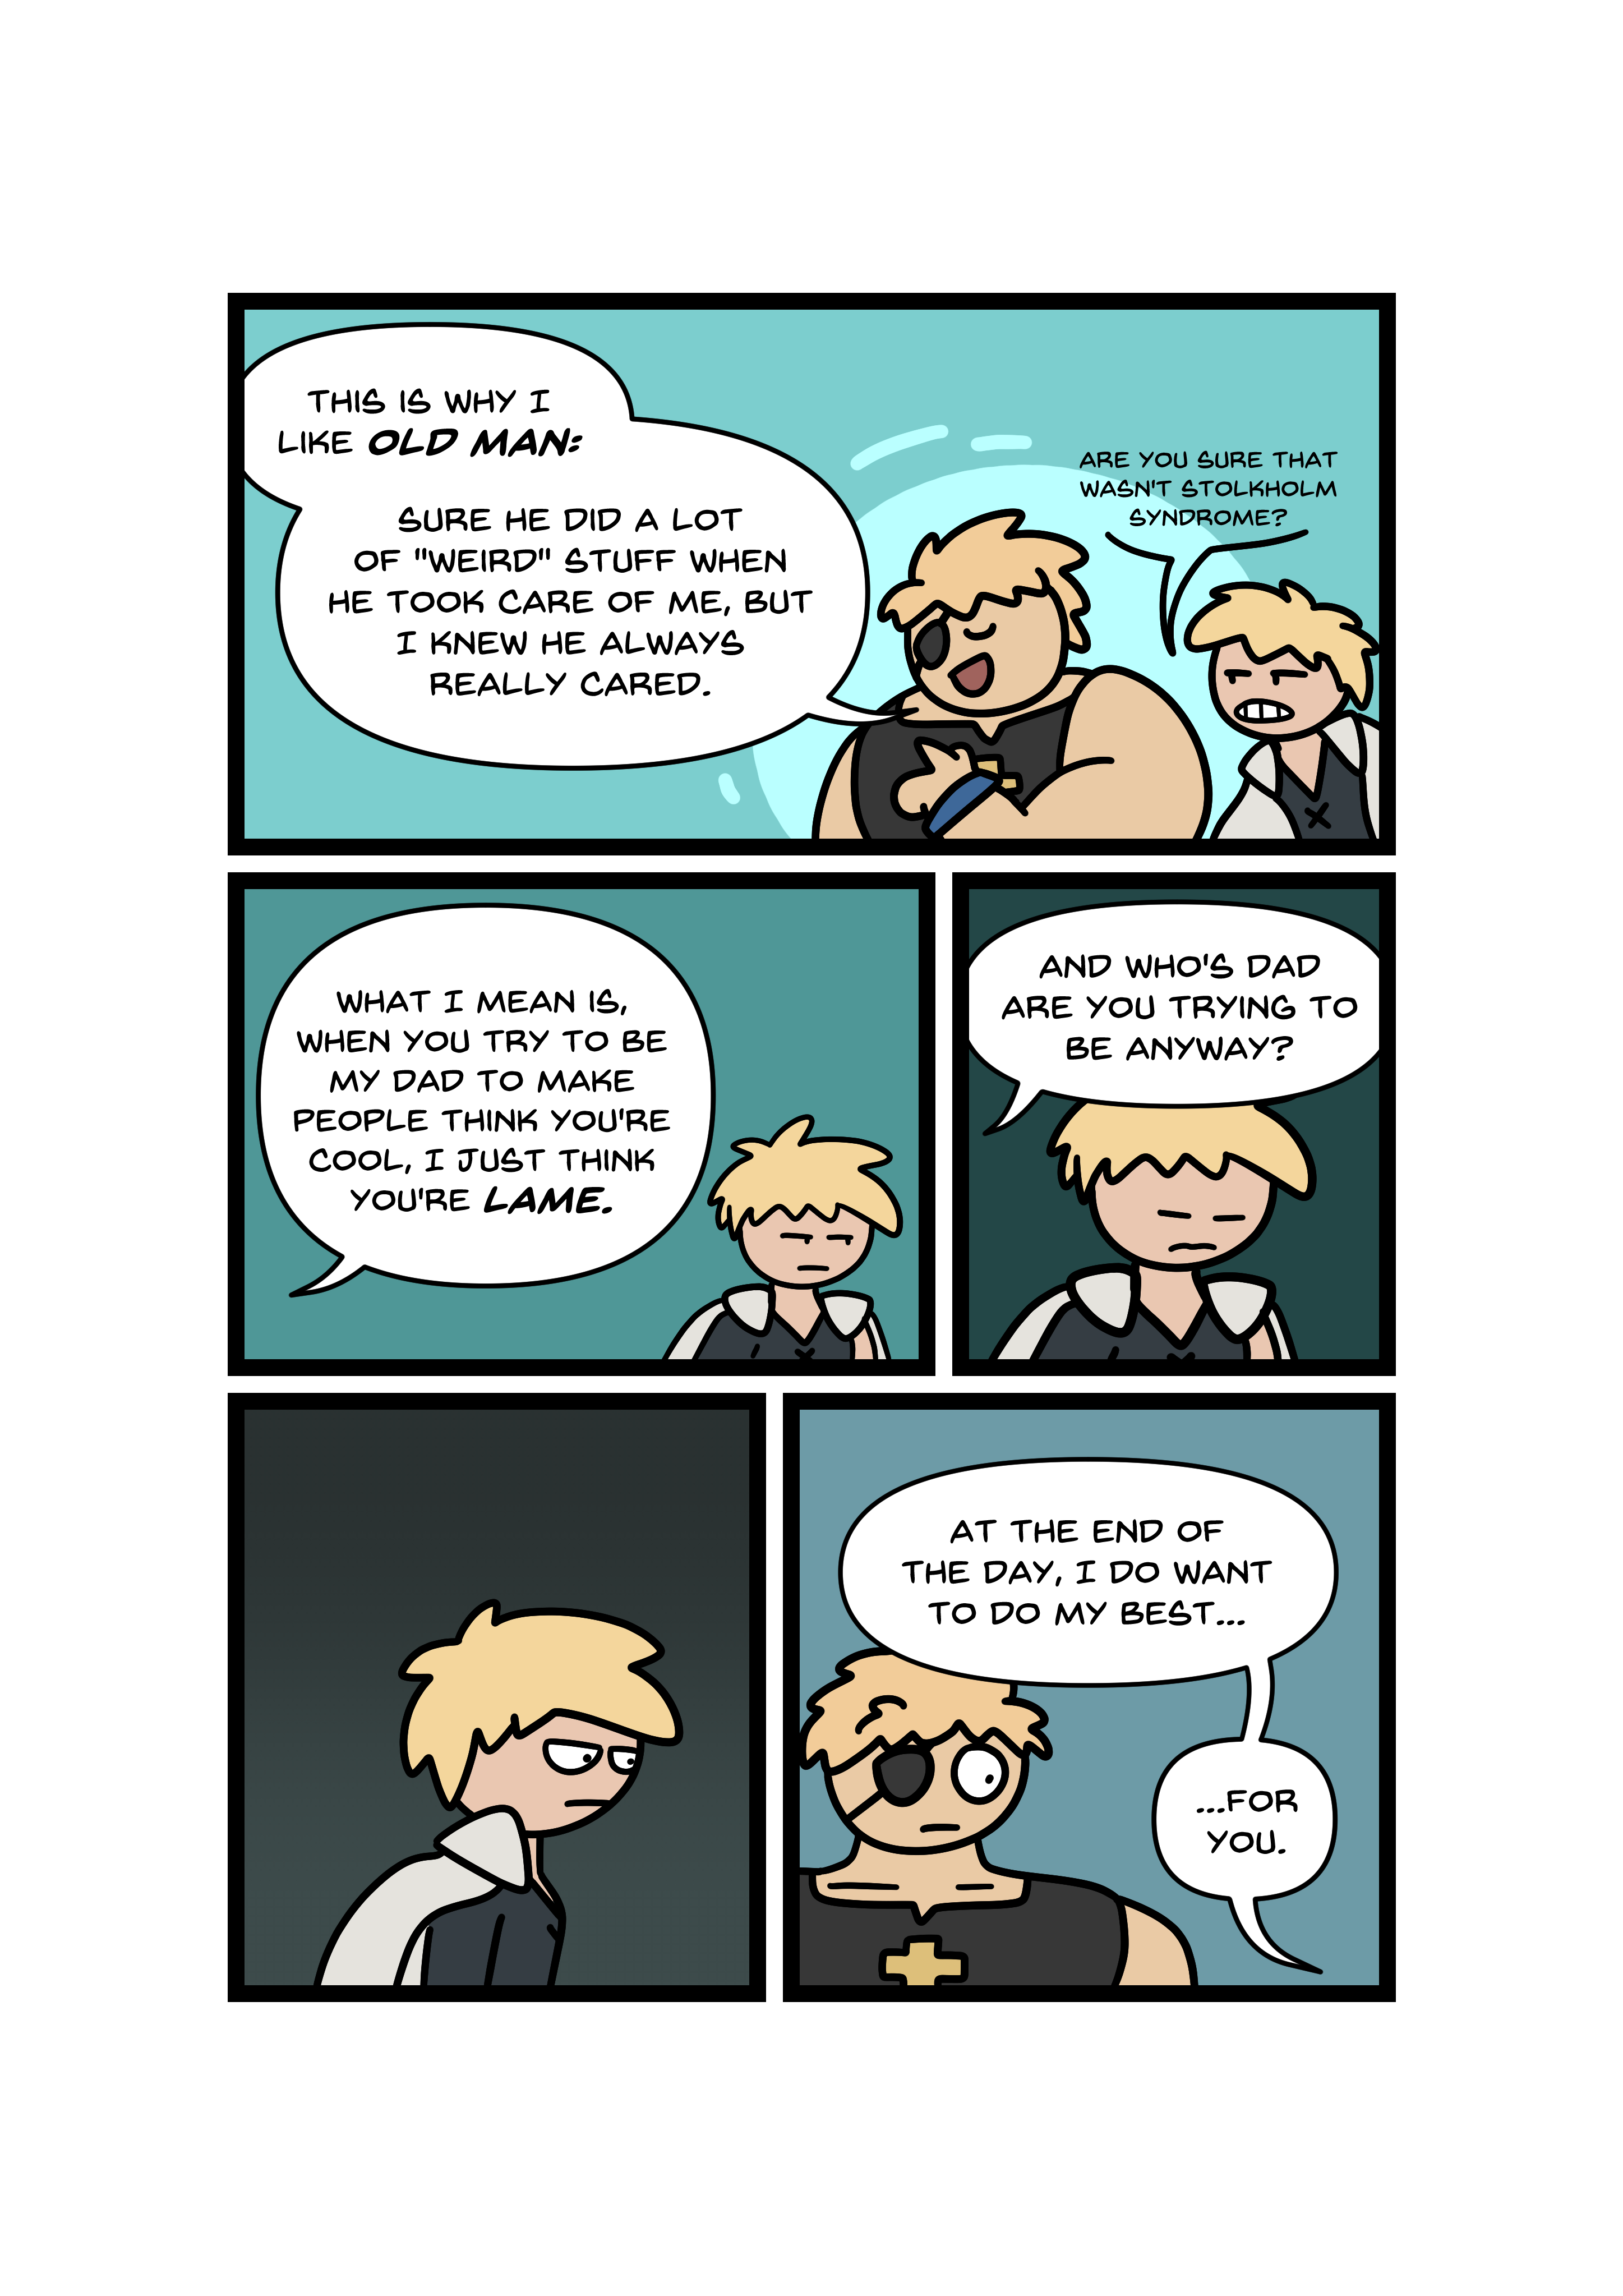 THIS IS WHY I
LIKE OLD MAN:
SURE HE DID A LOT
OF "WEIRD" STUFF WHEN
HE TOOK CARE OF ME, BUT
I KNEW HE ALWAYS
REALLY CARED.
ARE YOU SURE THAT
WASN'T STOLKHOLM
SYNDROME?
WHAT I MEAN IS,
WHEN YOU TRY TO BE
MY DAD TO MAKE
PEOPLE THINK YOU'RE
COOL, I JUST THINK
YOU'RE LAME.
AND WHO'S DAD
ARE YOU TRYING TO
BE ANYWAY?
AT THE END OF
THE DAY, I DO WANT
TO DO MY BEST...
...FOR
YOU.